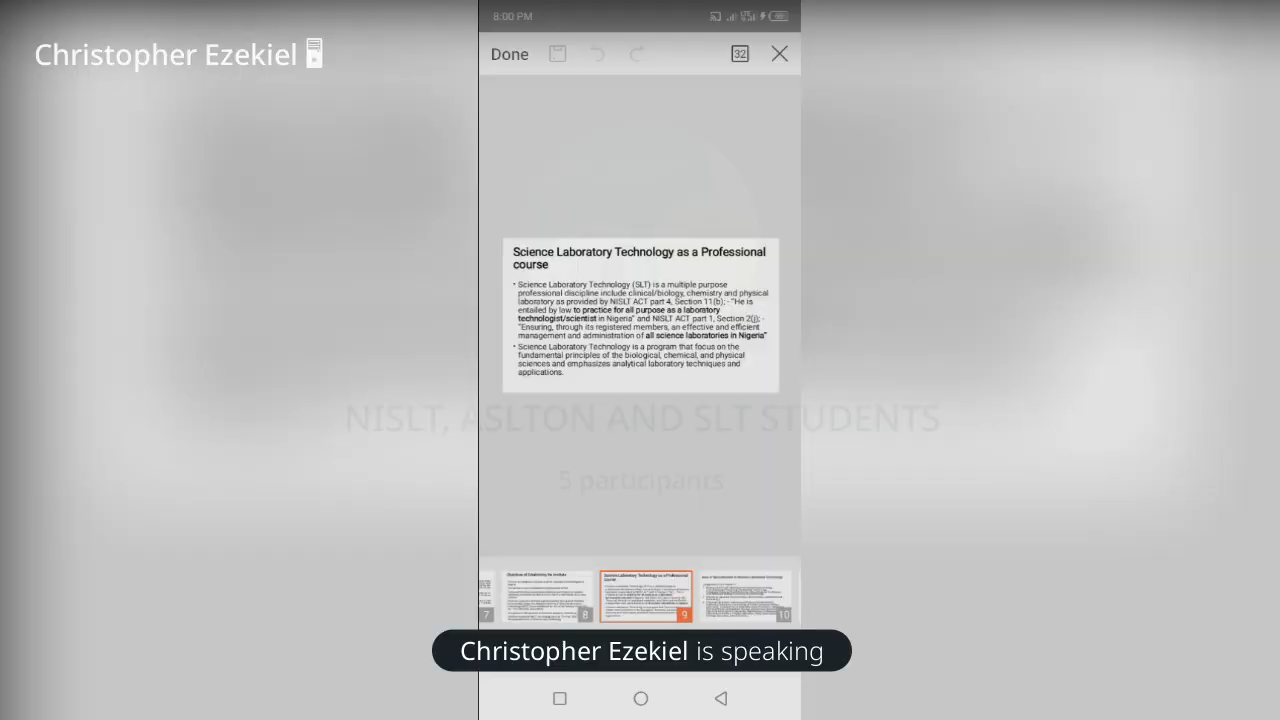 8:00 PM
Christopher Ezekiel
Done
32
Science Laboratory Technology as a Professional
course
• Science Laboratory Technology (SLT) is a multiple purpose
professional discipline include clinical/biology, chemistry and physical
laboratory as provided by NISLT ACT part 4, Section 11(b); - "He is
entailed by law to practice for all purpose as a laboratory
technologist/scientist in Nigeria" and NISLT ACT part 1, Section 2(j); -
"Ensuring, through its registered members, an effective and efficient
management and administration of all science laboratories in Nigeria"
• Science Laboratory Technology is a program that focus on the
fundamental principles of the biological, chemical, and physical
sciences and emphasizes analytical laboratory techniques and
applications.
NISLT, ASLTON AND SLT STUDENTS
5 participants
Science Laboratory Technology as a Professional
course
7
8
9
10
Christopher Ezekiel is speaking